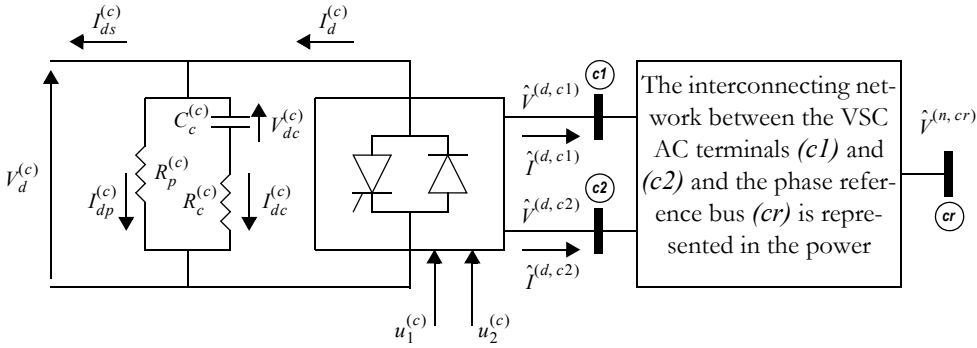 I_{ds}^{(c)}
I_d^{(c)}
V_d^{(c)}
C_c^{(c)}
V_{dc}^{(c)}
R_p^{(c)}
I_{dp}^{(c)}
R_c^{(c)}
I_{dc}^{(c)}
u_1^{(c)}
u_2^{(c)}
c1
\hat{V}^{(d, c1)}
\hat{I}^{(d, c1)}
c2
\hat{V}^{(d, c2)}
\hat{I}^{(d, c2)}
The interconnecting net-
work between the VSC
AC terminals (c1) and
(c2) and the phase refer-
ence bus (cr) is repre-
sented in the power
\hat{V}^{(n, cr)}
cr